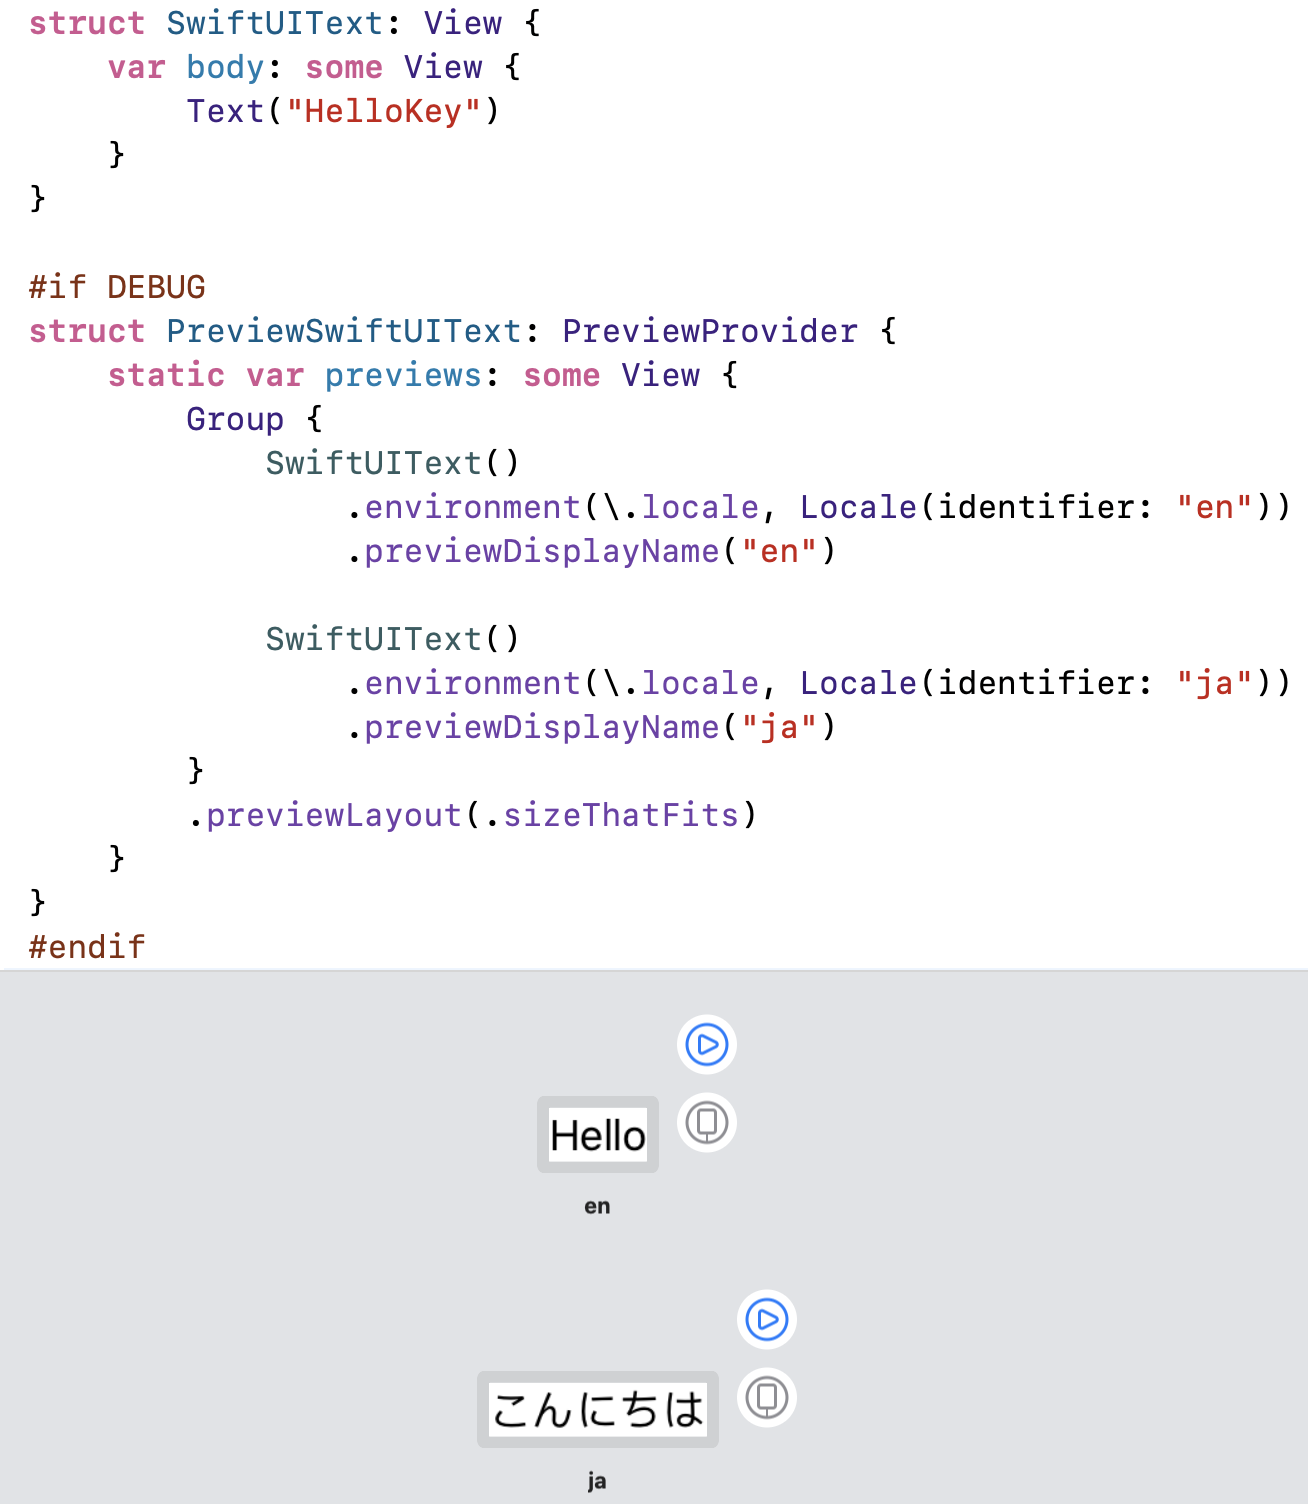 struct SwiftUIText: View {
    var body: some View {
        Text("HelloKey")
    }
}

#if DEBUG
struct PreviewSwiftUIText: PreviewProvider {
    static var previews: some View {
        Group {
            SwiftUIText()
                .environment(\.locale, Locale(identifier: "en"))
                .previewDisplayName("en")

            SwiftUIText()
                .environment(\.locale, Locale(identifier: "ja"))
                .previewDisplayName("ja")
        }
        .previewLayout(.sizeThatFits)
    }
}
#endif
Hello
en
こんにちは
ja